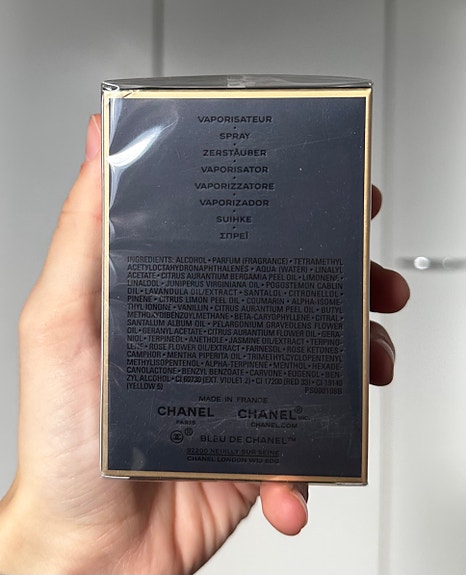 VAPORISATEUR
SPRAY
ZERSTÄUBER
VAPORISATOR
VAPORIZZATORE
VAPORIZADOR
SUIHKE
ΣΠΡΕΪ
INGREDIENTS: ALCOHOL • PARFUM (FRAGRANCE) • TETRAMETHYL
ACETYLOCTAHYDRONAPHTHALENES • AQUA (WATER) • LINALYL
ACETATE • CITRUS AURANTIUM BERGAMIA PEEL OIL • LIMONENE •
LINALOOL • JUNIPERUS VIRGINIANA OIL • POGOSTEMON CABLIN
OIL • LAVANDULA OIL/EXTRACT • SANTALOL • CITRONELLOL •
PINENE • CITRUS LIMON PEEL OIL • COUMARIN • ALPHA-ISOME-
THYL IONONE • VANILLIN • CITRUS AURANTIUM PEEL OIL • BUTYL
METHOXYDIBENZOYLMETHANE • BETA-CARYOPHYLLENE • CITRAL •
SANTALUM ALBUM OIL • PELARGONIUM GRAVEOLENS FLOWER
OIL • GERANYL ACETATE • CITRUS AURANTIUM FLOWER OIL • GERA-
NIOL • TERPINEOL • ANETHOLE • JASMINE OIL/EXTRACT • TERPINO-
LENE • ROSE FLOWER OIL/EXTRACT • FARNESOL • ROSE KETONES •
CAMPHOR • MENTHA PIPERITA OIL • TRIMETHYLCYCLOPENTENYL
METHYLISOPENTENOL • ALPHA-TERPINENE • MENTHOL • HEXADE-
CANOLACTONE • BENZYL BENZOATE • CARVONE • EUGENOL • BEN-
ZYL ALCOHOL • CI 60730 (EXT. VIOLET 2) • CI 17200 (RED 33) • CI 19140
(YELLOW 5)
MADE IN FRANCE
CHANEL CHANEL®
PARIS CHANEL.COM
BLEU DE CHANEL™
92200 NEUILLY SUR SEINE
CHANEL LONDON W1J